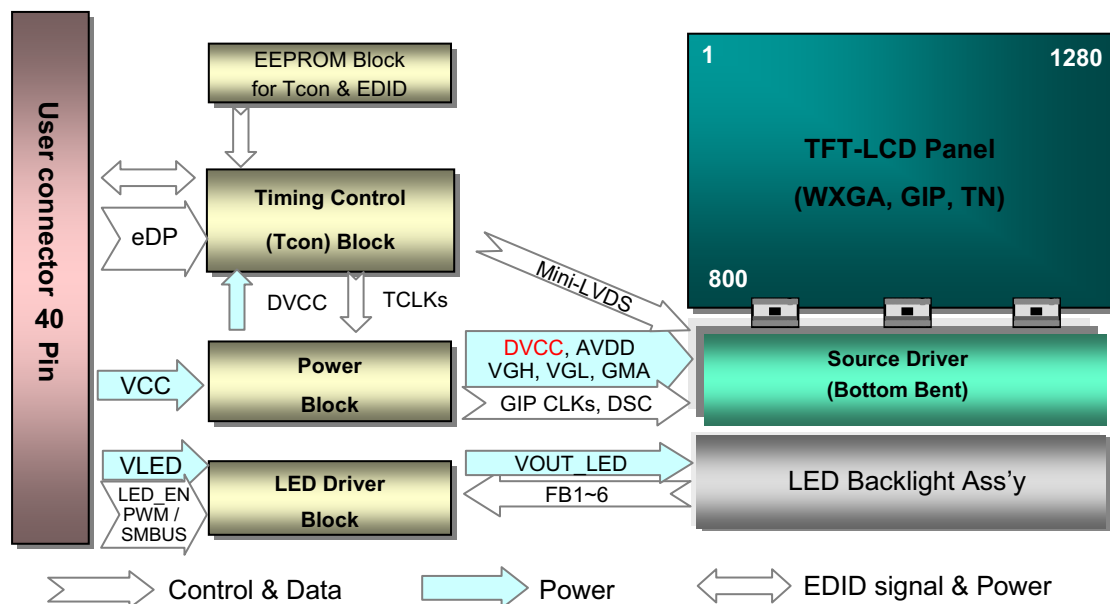 User connector 40 Pin
EEPROM Block
for Tcon & EDID
1
1280
TFT-LCD Panel
(WXGA, GIP, TN)
800
Timing Control
(Tcon) Block
eDP
Mini-LVDS
DVCC
TCLKs
Power
Block
VCC
DVCC, AVDD
VGH, VGL, GMA
GIP CLKs, DSC
Source Driver
(Bottom Bent)
VLED
LED_EN
PWM /
SMBUS
LED Driver
Block
VOUT_LED
FB1~6
LED Backlight Ass'y
Control & Data
Power
EDID signal & Power